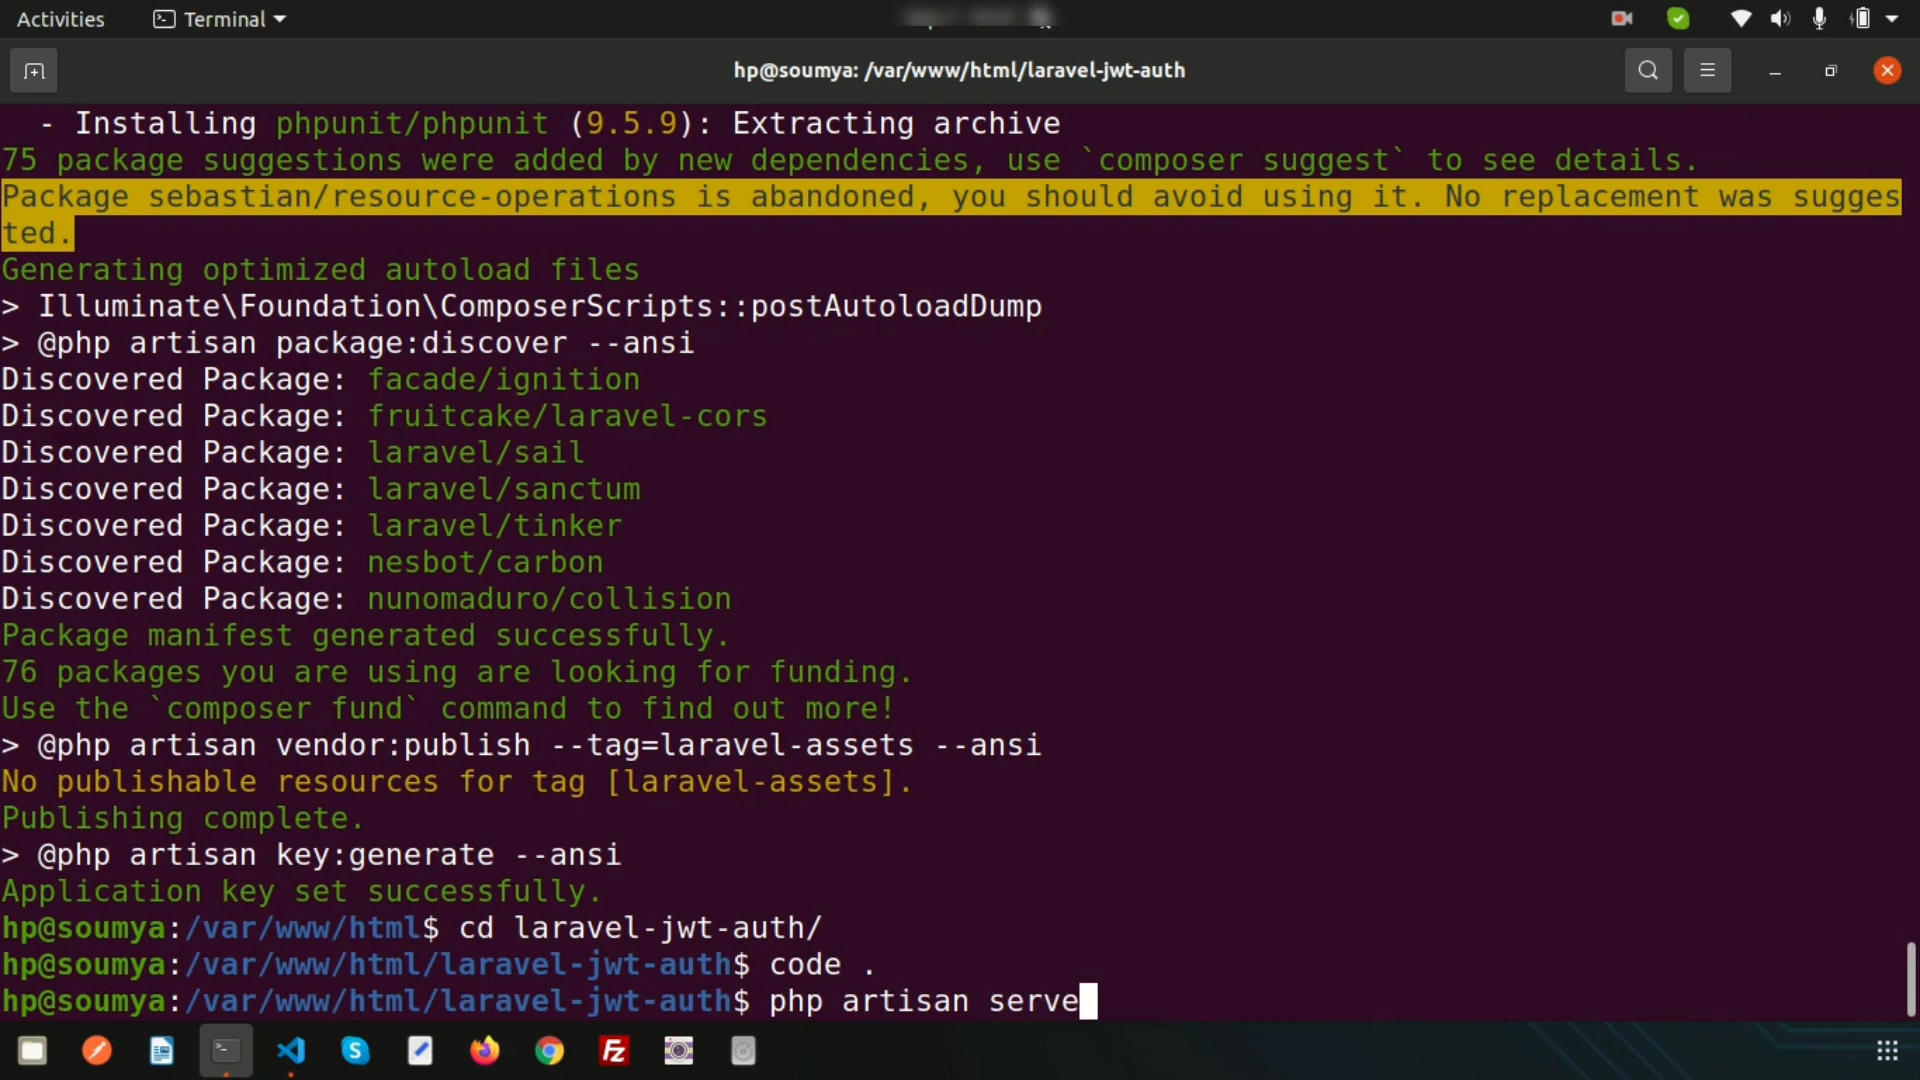 Activities
Terminal
hp@soumya: /var/www/html/laravel-jwt-auth
- Installing phpunit/phpunit (9.5.9): Extracting archive
75 package suggestions were added by new dependencies, use `composer suggest` to see details.
Package sebastian/resource-operations is abandoned, you should avoid using it. No replacement was sugges
ted.
Generating optimized autoload files
> Illuminate\Foundation\ComposerScripts::postAutoloadDump
> @php artisan package:discover --ansi
Discovered Package: facade/ignition
Discovered Package: fruitcake/laravel-cors
Discovered Package: laravel/sail
Discovered Package: laravel/sanctum
Discovered Package: laravel/tinker
Discovered Package: nesbot/carbon
Discovered Package: nunomaduro/collision
Package manifest generated successfully.
76 packages you are using are looking for funding.
Use the `composer fund` command to find out more!
> @php artisan vendor:publish --tag=laravel-assets --ansi
No publishable resources for tag [laravel-assets].
Publishing complete.
> @php artisan key:generate --ansi
Application key set successfully.
hp@soumya:/var/www/html$ cd laravel-jwt-auth/
hp@soumya:/var/www/html/laravel-jwt-auth$ code .
hp@soumya:/var/www/html/laravel-jwt-auth$ php artisan serve